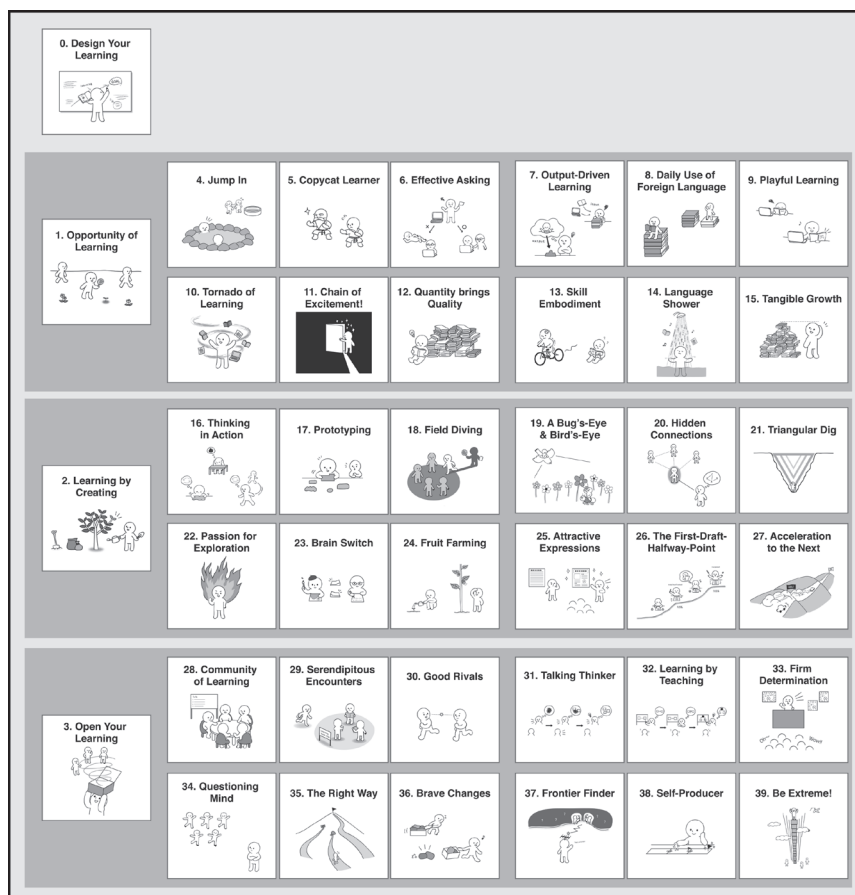 0. Design Your
Learning
1. Opportunity of
Learning
4. Jump In
5. Copycat Learner
6. Effective Asking
7. Output-Driven
Learning
8. Daily Use of
Foreign Language
9. Playful Learning
10. Tornado of
Learning
11. Chain of
Excitement!
12. Quantity brings
Quality
13. Skill
Embodiment
14. Language
Shower
15. Tangible Growth
2. Learning by
Creating
16. Thinking
in Action
17. Prototyping
18. Field Diving
19. A Bug's-Eye
& Bird's-Eye
20. Hidden
Connections
21. Triangular Dig
22. Passion for
Exploration
23. Brain Switch
24. Fruit Farming
25. Attractive
Expressions
26. The First-Draft-
Halfway-Point
27. Acceleration
to the Next
3. Open Your
Learning
28. Community
of Learning
29. Serendipitous
Encounters
30. Good Rivals
31. Talking Thinker
32. Learning by
Teaching
33. Firm
Determination
34. Questioning
Mind
35. The Right Way
36. Brave Changes
37. Frontier Finder
38. Self-Producer
39. Be Extreme!